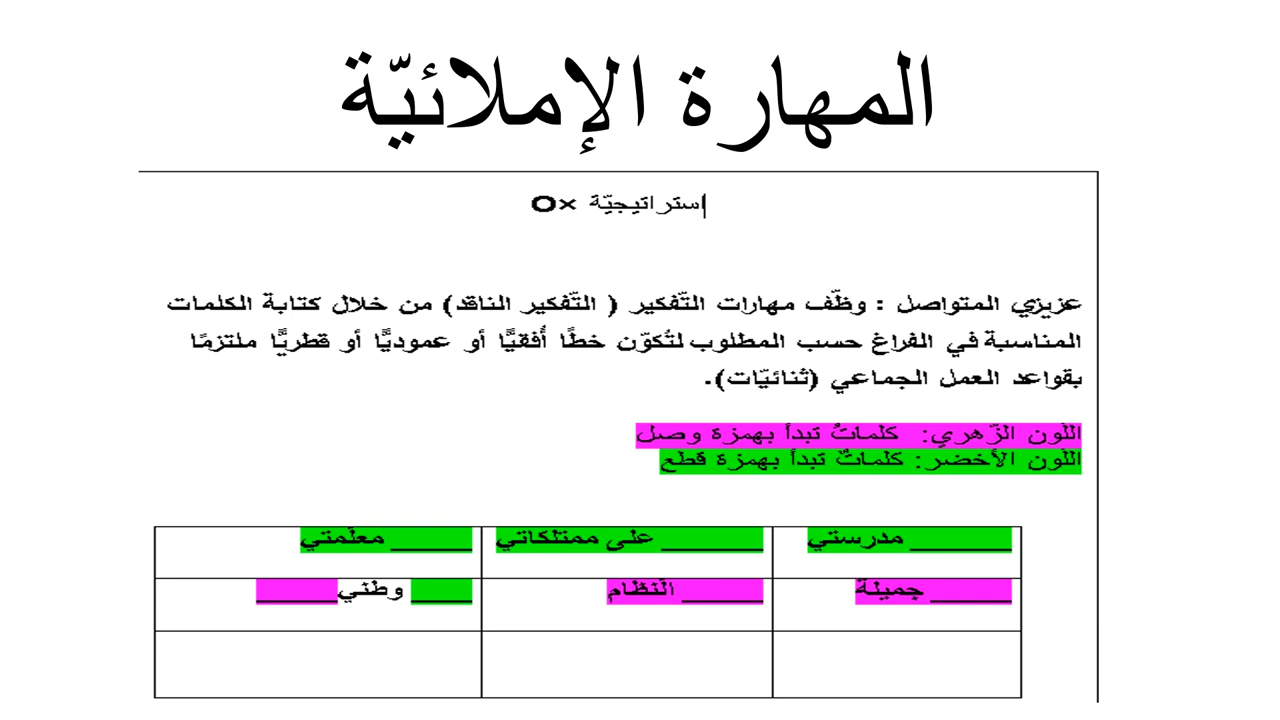 المهارة الإملائيّة
إستراتيجيّة Ox
عزيزي المتواصل : وظّف مهارات التّفكير ( التّفكير الناقد) من خلال كتابة الكلمات
المناسبة في الفراغ حسب المطلوب لتُكوّن خطًّا أُفقيًّا أو عموديًّا أو قطريًّا ملتزمًا
بقواعد العمل الجماعي (ثنائيّات).
اللّون الزّهري: كلماتٌ تبدأ بهمزة وصل
اللّون الأخضر: كلماتٌ تبدأ بهمزة قطع
______ مدرستي ______ على ممتلكاتي ______ معلّمتي
______ جميلة ______ النّظام ____ وطني ______